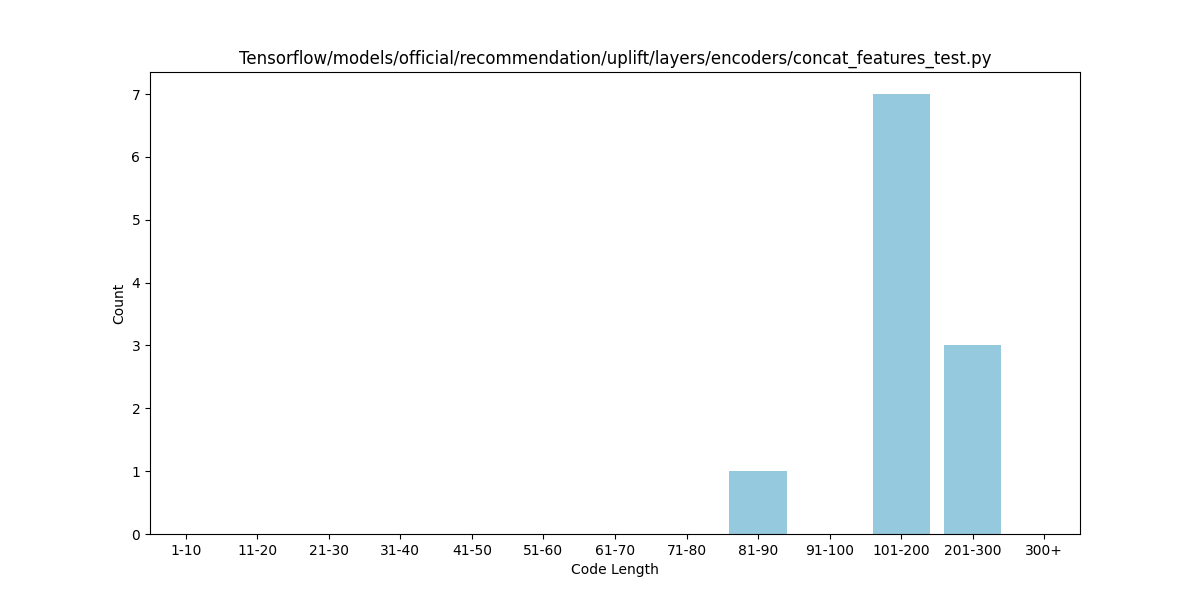 Tensorflow/models/official/recommendation/uplift/layers/encoders/concat_features_test.py
7
6
5
4
3
2
1
0
Count
1-10 11-20 21-30 31-40 41-50 51-60 61-70 71-80 81-90 91-100 101-200 201-300 300+
Code Length